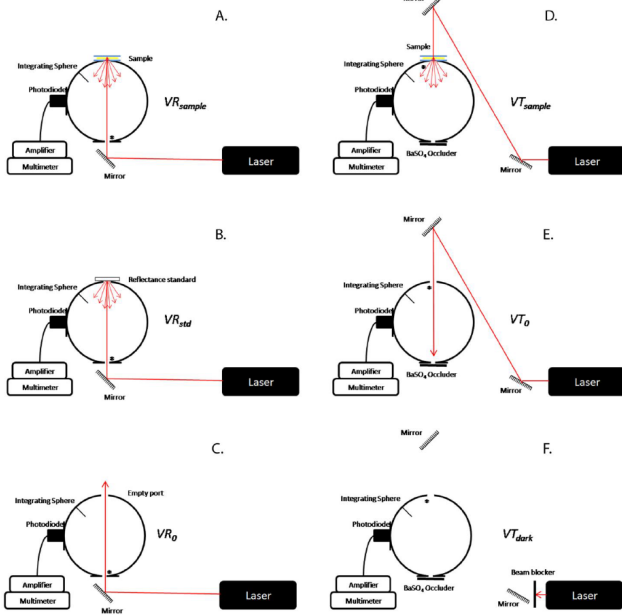 A.
Sample
Integrating Sphere
Photodiode
VRsample
Amplifier
Multimeter
Mirror
Laser
B.
Reflectance standard
Integrating Sphere
Photodiode
VRstd
Amplifier
Multimeter
Mirror
Laser
C.
Empty port
Integrating Sphere
Photodiode
VR0
Amplifier
Multimeter
Mirror
Laser
Mirror
D.
Sample
Integrating Sphere
Photodiode
VTsample
Amplifier
Multimeter
BaSO4 Occluder
Mirror
Laser
Mirror
E.
Integrating Sphere
Photodiode
VT0
Amplifier
Multimeter
BaSO4 Occluder
Mirror
Laser
Mirror
F.
Integrating Sphere
Photodiode
VTdark
Beam blocker
Amplifier
Multimeter
BaSO4 Occluder
Mirror
Laser